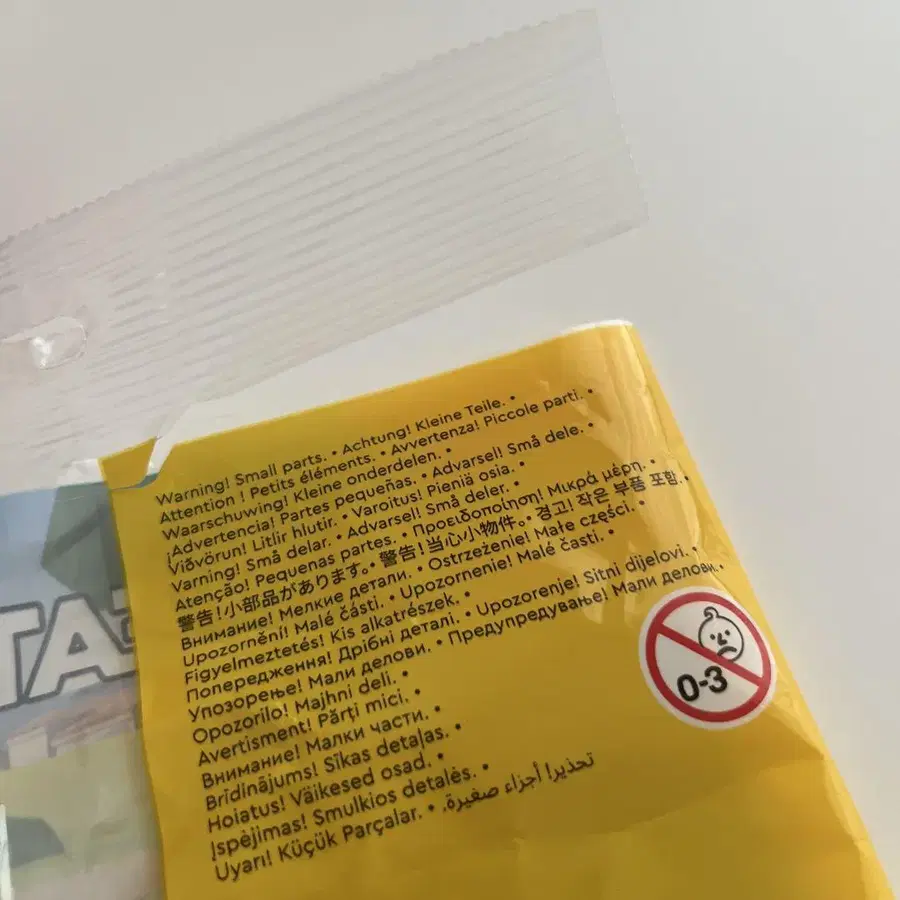 Warning! Small parts. • Achtung! Kleine Teile. •
Attention ! Petits éléments. • Avvertenza! Piccole parti. •
Waarschuwing! Kleine onderdelen. •
¡Advertencia! Partes pequeñas. • Advarsel! Små dele. •
Viðvörun! Litlir hlutir. • Varoitus! Pieniä osia. •
Varning! Små delar. • Advarsel! Små deler. •
Atenção! Pequenas partes. • Προειδοποίηση! Μικρά μέρη. •
警告!小部品があります。• 警告!当心小物件。• 경고! 작은 부품 포함. •
Внимание! Мелкие детали. • Ostrzeżenie! Małe części. •
Upozornění! Malé části. • Upozornenie! Malé časti. •
Figyelmeztetés! Kis alkatrészek. •
Попередження! Дрібні деталі. • Upozorenje! Sitni dijelovi. •
Упозорење! Мали делови. • Предупредување! Мали делови. •
Opozorilo! Majhni deli. •
Avertisment! Părți mici. •
Внимание! Малки части. •
Brīdinājums! Sīkas detaļas. •
Hoiatus! Väikesed osad. •
Įspėjimas! Smulkios detalės. •
Uyarı! Küçük Parçalar. • تحذير! أجزاء صغيرة.
0-3